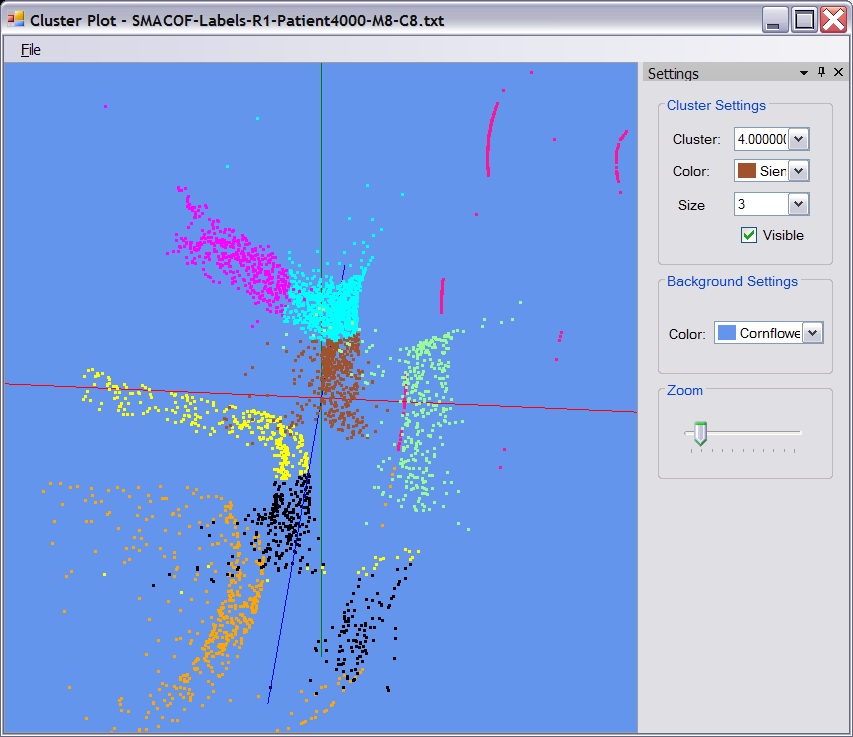 Cluster Plot - SMACOF-Labels-R1-Patient4000-M8-C8.txt
File
Settings
Cluster Settings
Cluster: 4.000000
Color: Sien
Size 3
Visible
Background Settings
Color: Cornflowe
Zoom